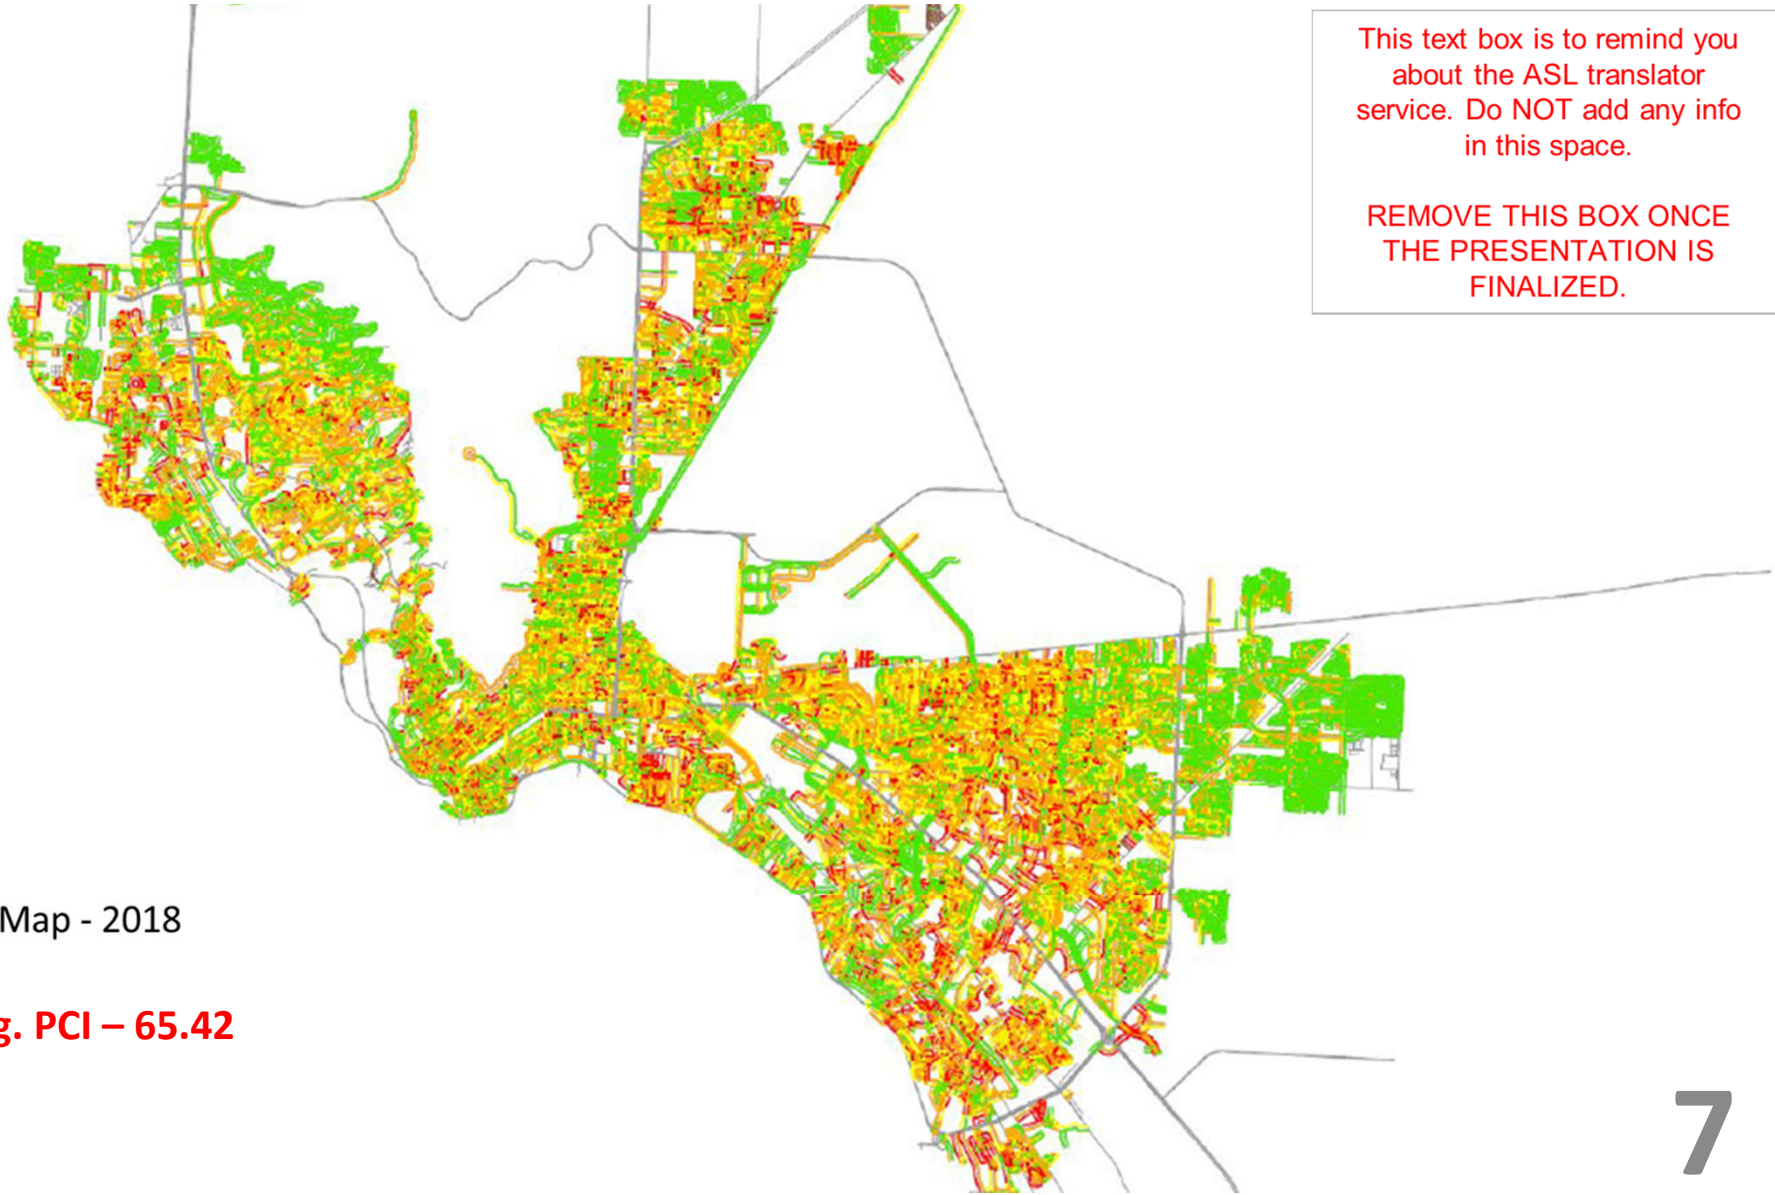 This text box is to remind you
about the ASL translator
service. Do NOT add any info
in this space.
REMOVE THIS BOX ONCE
THE PRESENTATION IS
FINALIZED.
Map - 2018
g. PCI – 65.42
7